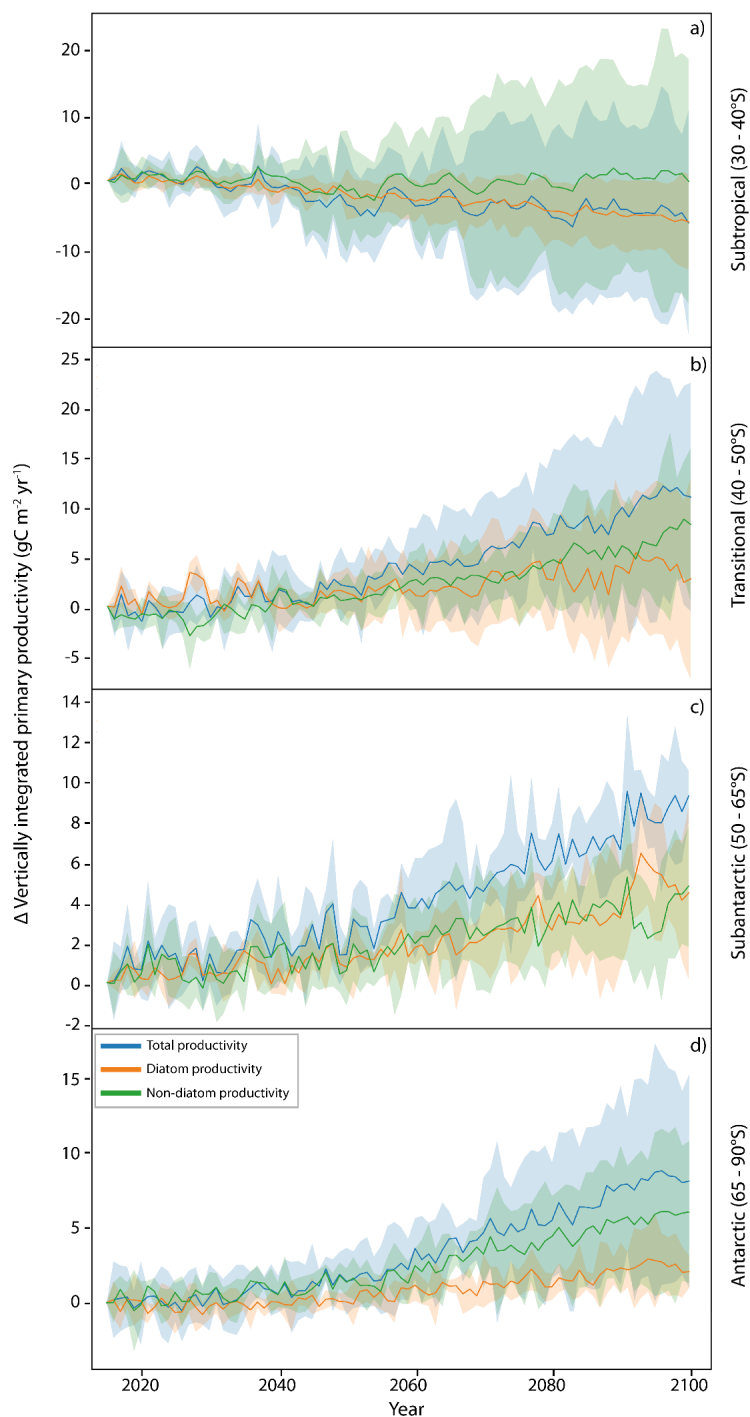 a)
20
10
0
-10
-20
Subtropical (30 - 40°S)
b)
25
20
15
10
5
0
-5
Transitional (40 - 50°S)
Δ Vertically integrated primary productivity (gC m⁻² yr⁻¹)
c)
14
12
10
8
6
4
2
0
-2
Subantarctic (50 - 65°S)
d)
Total productivity
Diatom productivity
Non-diatom productivity
15
10
5
0
Antarctic (65 - 90°S)
2020 2040 2060 2080 2100
Year